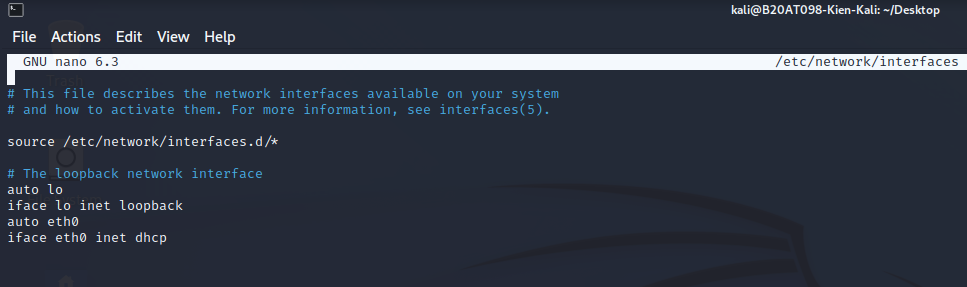 kali@B20AT098-Kien-Kali: ~/Desktop
File Actions Edit View Help
GNU nano 6.3 /etc/network/interfaces
# This file describes the network interfaces available on your system
# and how to activate them. For more information, see interfaces(5).
source /etc/network/interfaces.d/*
# The loopback network interface
auto lo
iface lo inet loopback
auto eth0
iface eth0 inet dhcp